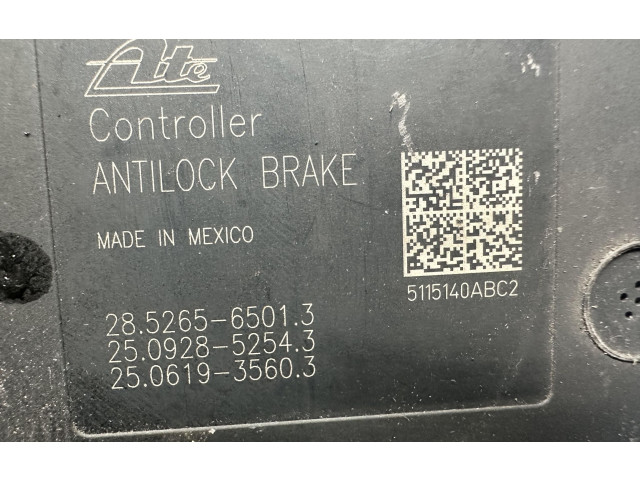 Ate
Controller
ANTILOCK BRAKE
MADE IN MEXICO
5115140ABC2
28.5265-6501.3
25.0928-5254.3
25.0619-3560.3